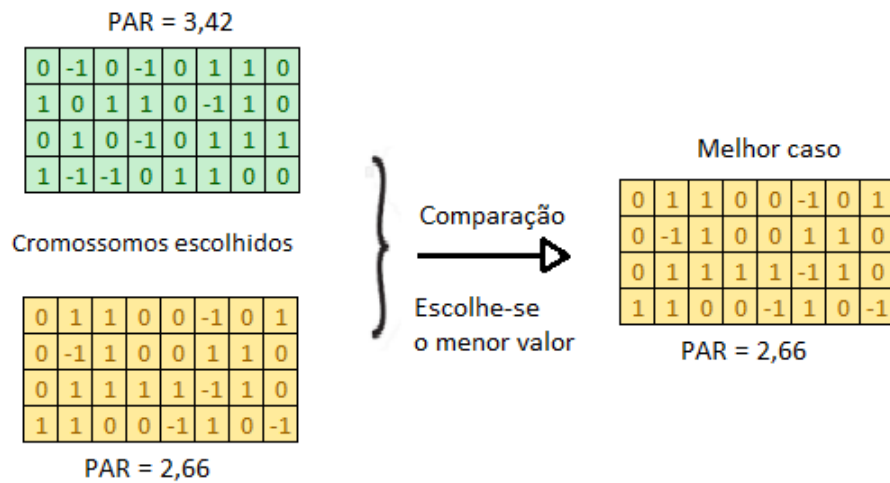 PAR = 3,42
0 -1 0 -1 0 1 1 0
1 0 1 1 0 -1 1 0
0 1 0 -1 0 1 1 1
1 -1 -1 0 1 1 0 0
Cromossomos escolhidos
0 1 1 0 0 -1 0 1
0 -1 1 0 0 1 1 0
0 1 1 1 1 -1 1 0
1 1 0 0 -1 1 0 -1
PAR = 2,66
Comparação
Escolhe-se
o menor valor
Melhor caso
0 1 1 0 0 -1 0 1
0 -1 1 0 0 1 1 0
0 1 1 1 1 -1 1 0
1 1 0 0 -1 1 0 -1
PAR = 2,66